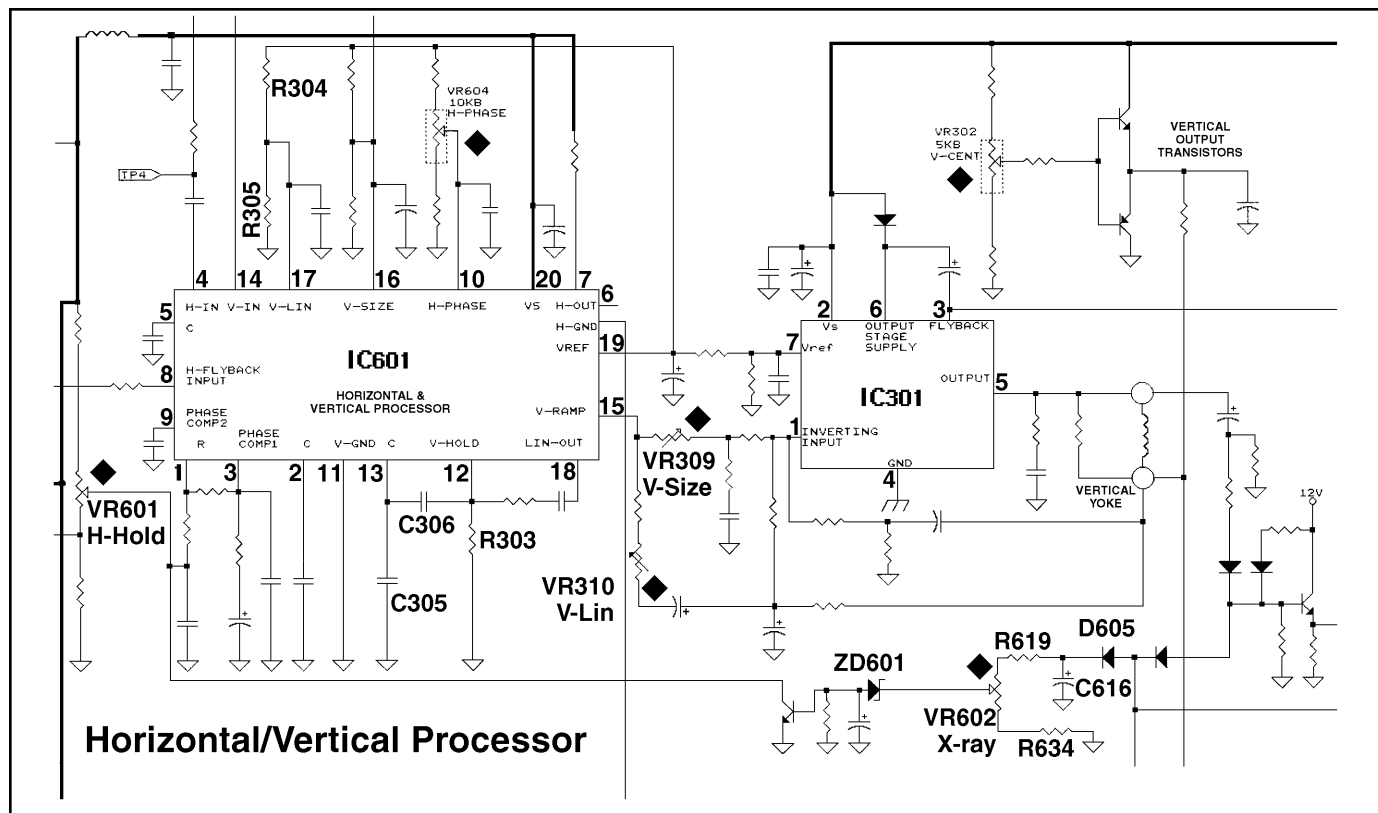 R304
VR604
10KB
H-PHASE
VR302
5KB
V-CENT
VERTICAL
OUTPUT
TRANSISTORS
TP4
R305
4 14 17 16 10 20 7
6
5
H-IN V-IN V-LIN V-SIZE H-PHASE VS H-OUT
C
H-GND
VREF 19
IC601
8 H-FLYBACK
INPUT
HORIZONTAL &
VERTICAL PROCESSOR
9 PHASE
COMP2
V-RAMP 15
R PHASE
COMP1 C V-GND C V-HOLD LIN-OUT
1 3 2 11 13 12 18
2 6 3
Vs OUTPUT
STAGE
SUPPLY FLYBACK
7 Vref
OUTPUT 5
IC301
1 INVERTING
INPUT
GND
4
VR309
V-Size
VERTICAL
YOKE
12V
VR601
H-Hold
C306
R303
C305
VR310
V-Lin
R619
D605
ZD601
C616
VR602
X-ray
R634
+
+
+
+
+
+
+
+
+
+
+
+
+
Horizontal/Vertical Processor